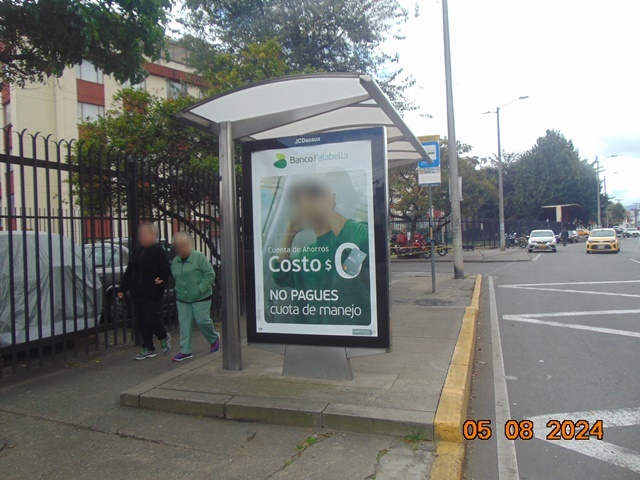 JCDecaux
Banco Falabella
Cuenta de Ahorros
Costo $ 0
NO PAGUES
cuota de manejo
05 08 2024